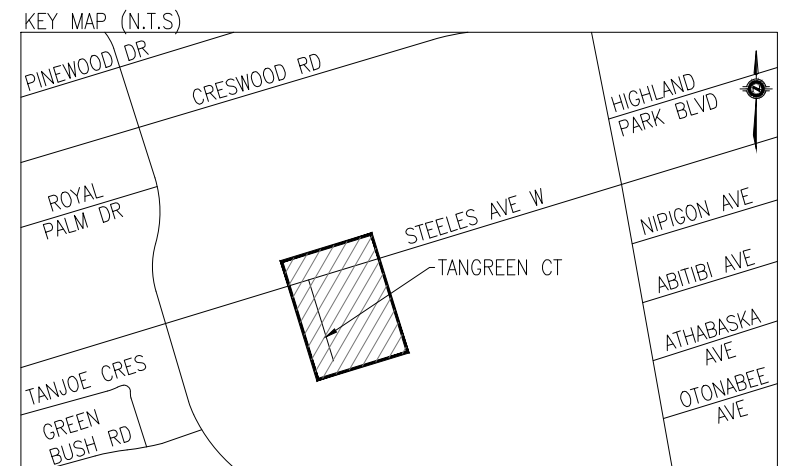 KEY MAP (N.T.S)
PINEWOOD DR
CRESWOOD RD
HIGHLAND
PARK BLVD
ROYAL
PALM DR
STEELES AVE W
NIPIGON AVE
TANGREEN CT
ABITIBI AVE
ATHABASKA
AVE
TANJOE CRES
OTONABEE
AVE
GREEN
BUSH RD